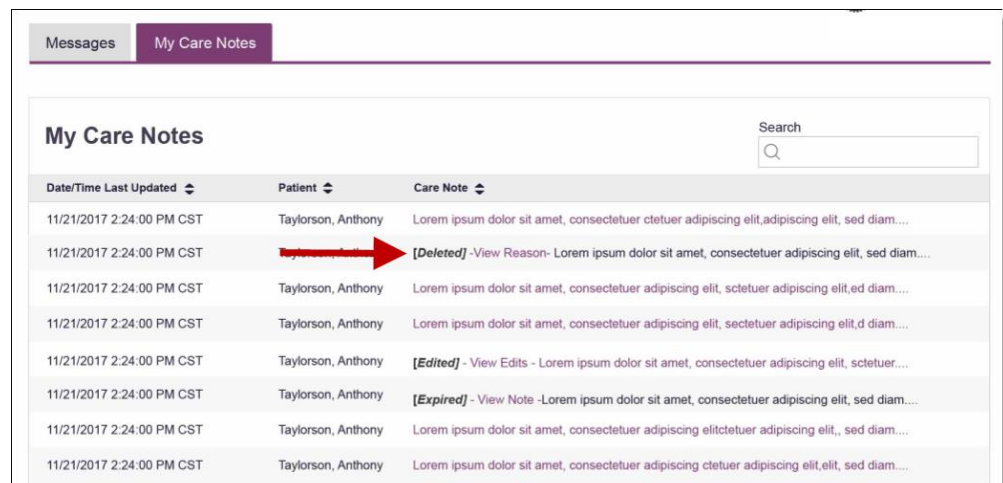 Messages My Care Notes
My Care Notes
Search
Date/Time Last Updated Patient Care Note
11/21/2017 2:24:00 PM CST Taylorson, Anthony Lorem ipsum dolor sit amet, consectetuer ctetuer adipiscing elit,adipiscing elit, sed diam....
11/21/2017 2:24:00 PM CST [Deleted] -View Reason- Lorem ipsum dolor sit amet, consectetuer adipiscing elit, sed diam....
11/21/2017 2:24:00 PM CST Taylorson, Anthony Lorem ipsum dolor sit amet, consectetuer adipiscing elit, sctetuer adipiscing elit,ed diam....
11/21/2017 2:24:00 PM CST Taylorson, Anthony Lorem ipsum dolor sit amet, consectetuer adipiscing elit, sectetuer adipiscing elit,d diam....
11/21/2017 2:24:00 PM CST Taylorson, Anthony [Edited] - View Edits - Lorem ipsum dolor sit amet, consectetuer adipiscing elit, sctetuer....
11/21/2017 2:24:00 PM CST Taylorson, Anthony [Expired] - View Note -Lorem ipsum dolor sit amet, consectetuer adipiscing elit, sed diam....
11/21/2017 2:24:00 PM CST Taylorson, Anthony Lorem ipsum dolor sit amet, consectetuer adipiscing elitctetuer adipiscing elit,, sed diam....
11/21/2017 2:24:00 PM CST Taylorson, Anthony Lorem ipsum dolor sit amet, consectetuer adipiscing ctetuer adipiscing elit,elit, sed diam....